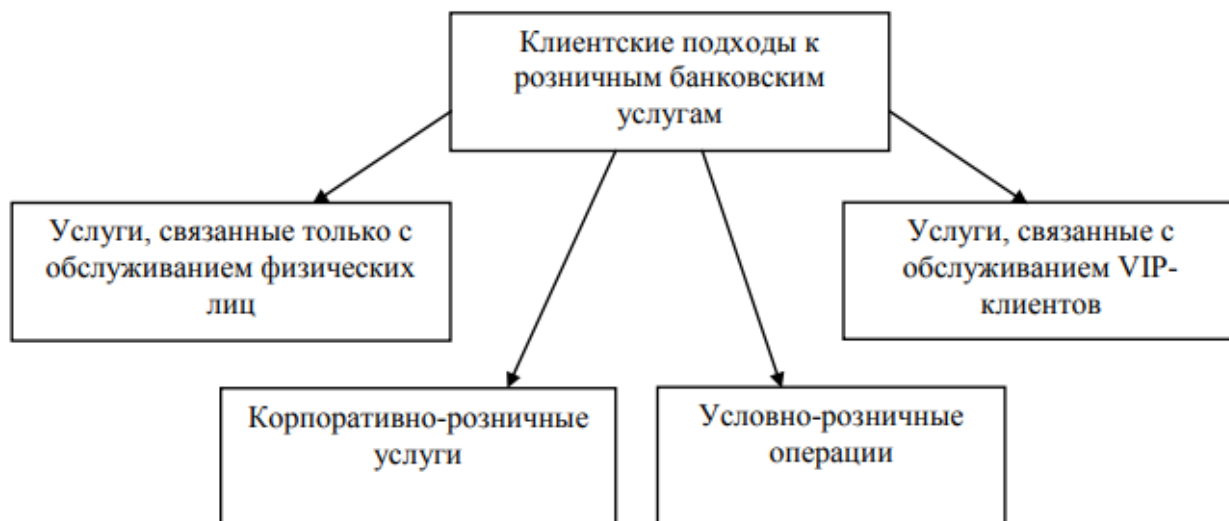 Клиентские подходы к
розничным банковским
услугам
Услуги, связанные только с
обслуживанием физических
лиц
Услуги, связанные с
обслуживанием VIP-
клиентов
Корпоративно-розничные
услуги
Условно-розничные
операции